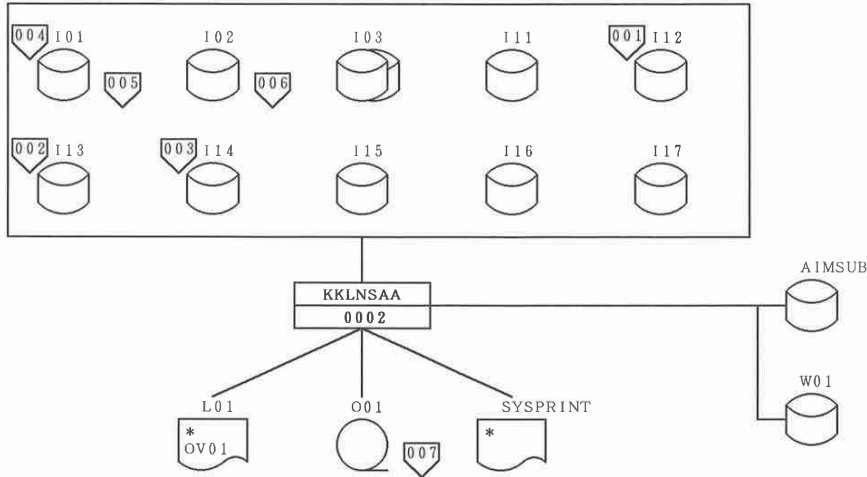 004 I01 I02 I03 I11 001 I12
005 006
002 I13 003 I14 I15 I16 I17
AIMSUB
KKLNSAA
0002
W01
L01 O01 SYSPRINT
* *
OV01
007